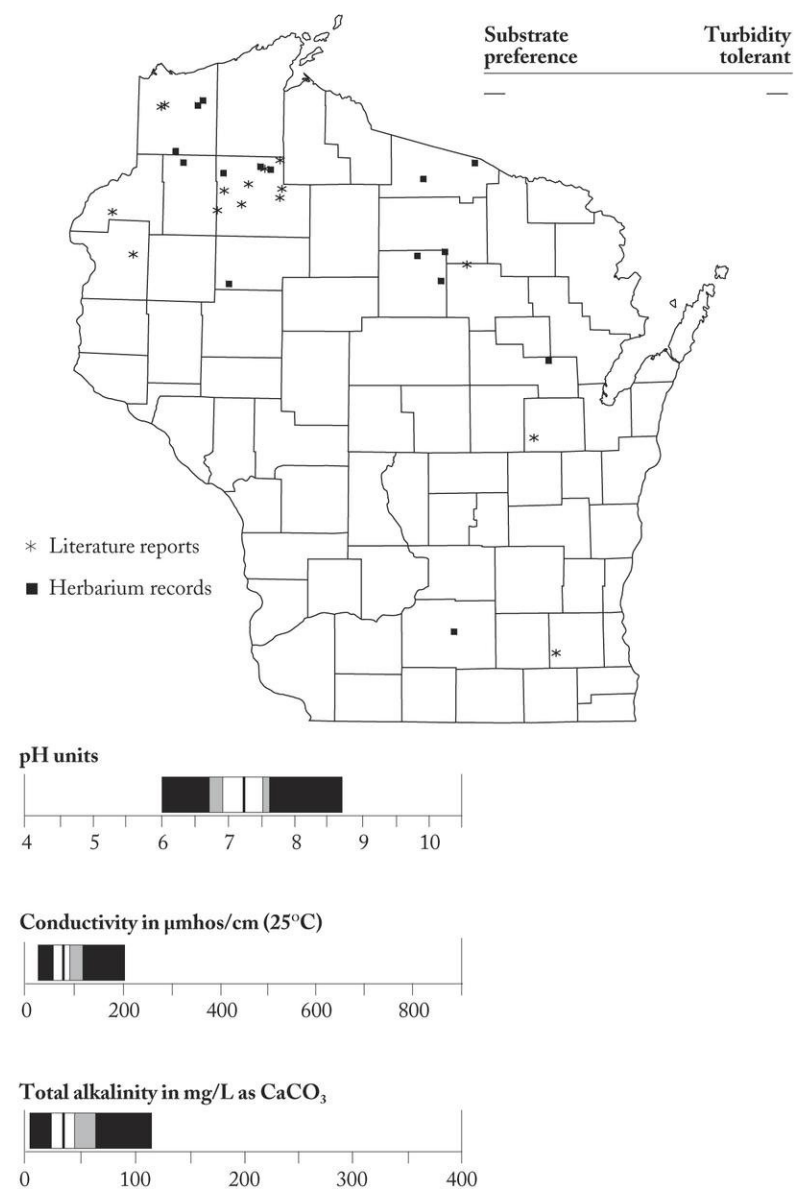 Substrate preference
Turbidity tolerant
—
—
* Literature reports
■ Herbarium records
pH units
4 5 6 7 8 9 10
Conductivity in µmhos/cm (25°C)
0 200 400 600 800
Total alkalinity in mg/L as CaCO₃
0 100 200 300 400